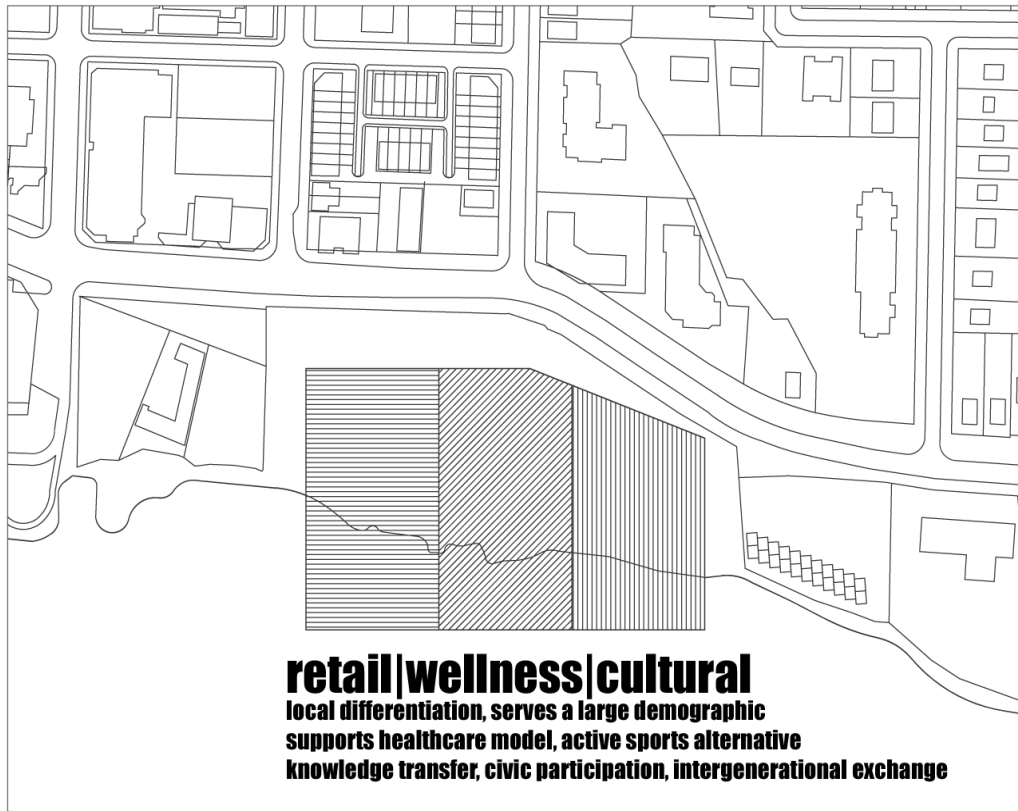 retail|wellness|cultural
local differentiation, serves a large demographic
supports healthcare model, active sports alternative
knowledge transfer, civic participation, intergenerational exchange